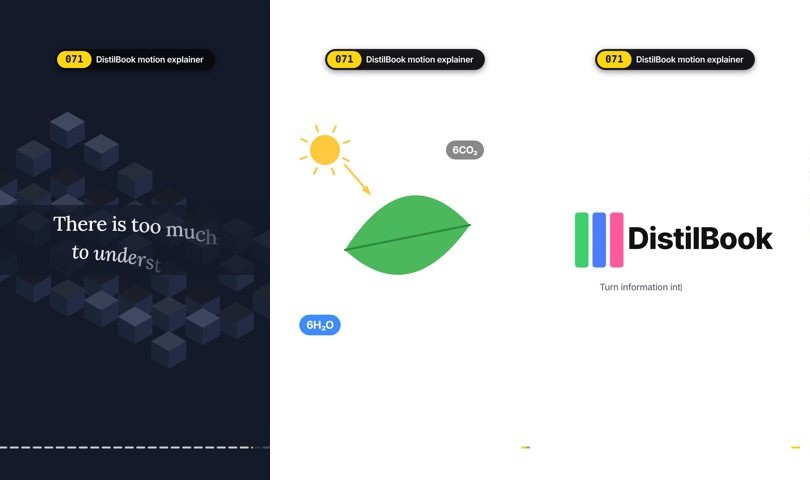 071 DistilBook motion explainer
There is too much
to underst
071 DistilBook motion explainer
6CO₂
6H₂O
071 DistilBook motion explainer
DistilBook
Turn information int